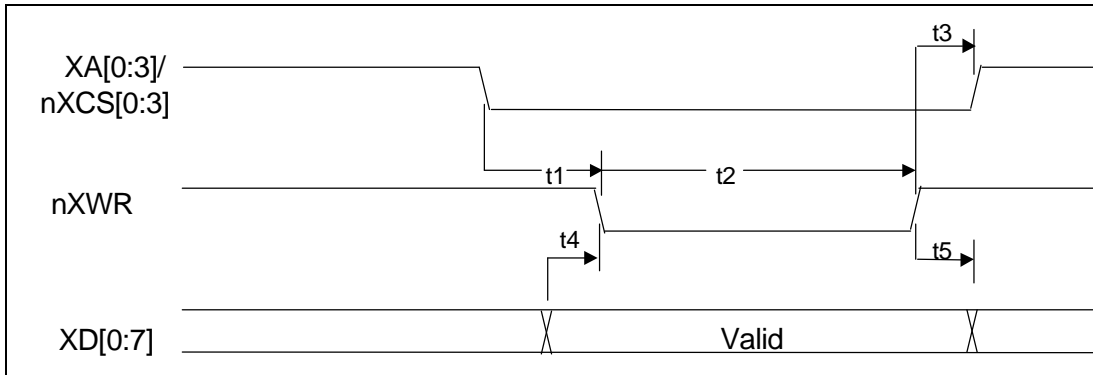 t3
XA[0:3]/
nXCS[0:3]
t1
t2
nXWR
t4
t5
XD[0:7]
Valid